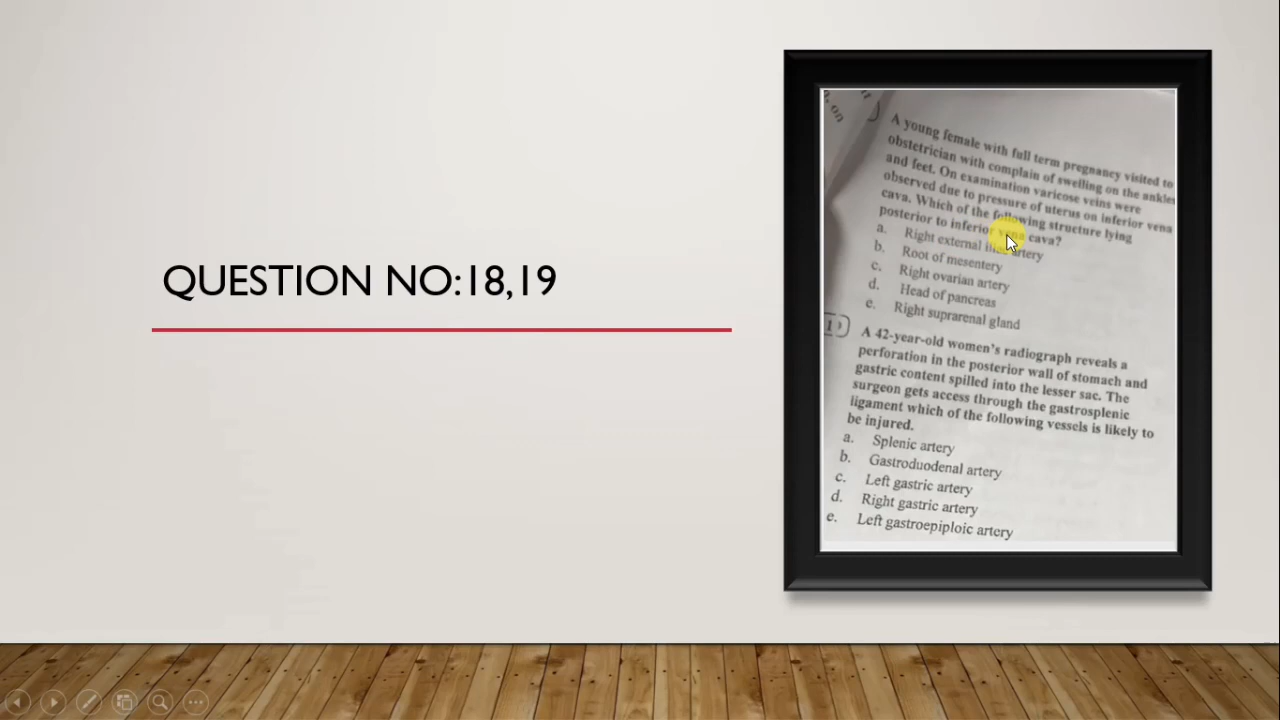 QUESTION NO:18,19
on
A young female with full term pregnancy visited to
obstetrician with complain of swelling on the ankles
and feet. On examination varicose veins were
observed due to pressure of uterus on inferior vena
cava. Which of the following structure lying
posterior to inferior vena cava?
a. Right external artery
b. Root of mesentery
c. Right ovarian artery
d. Head of pancreas
e. Right suprarenal gland
A 42-year-old women's radiograph reveals a
perforation in the posterior wall of stomach and
gastric content spilled into the lesser sac. The
surgeon gets access through the gastrosplenic
ligament which of the following vessels is likely to
be injured.
a. Splenic artery
b. Gastroduodenal artery
c. Left gastric artery
d. Right gastric artery
e. Left gastroepiploic artery